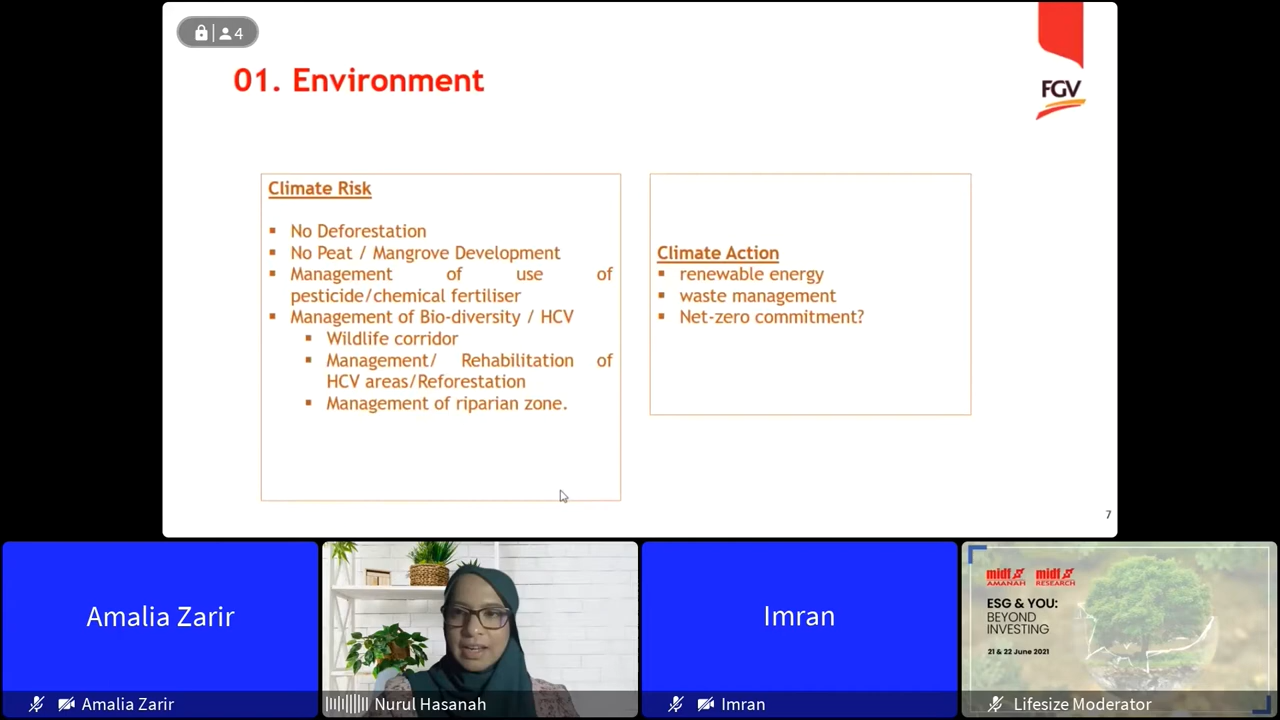 4
01. Environment
FGV
Climate Risk
▪ No Deforestation
▪ No Peat / Mangrove Development
▪ Management of use of
pesticide/chemical fertiliser
▪ Management of Bio-diversity / HCV
▪ Wildlife corridor
▪ Management/ Rehabilitation of
HCV areas/Reforestation
▪ Management of riparian zone.
Climate Action
▪ renewable energy
▪ waste management
▪ Net-zero commitment?
7
Amalia Zarir
Amalia Zarir
Nurul Hasanah
Imran
Imran
midf AMANAH midf RESEARCH
ESG & YOU:
BEYOND
INVESTING
21 & 22 June 2021
Lifesize Moderator